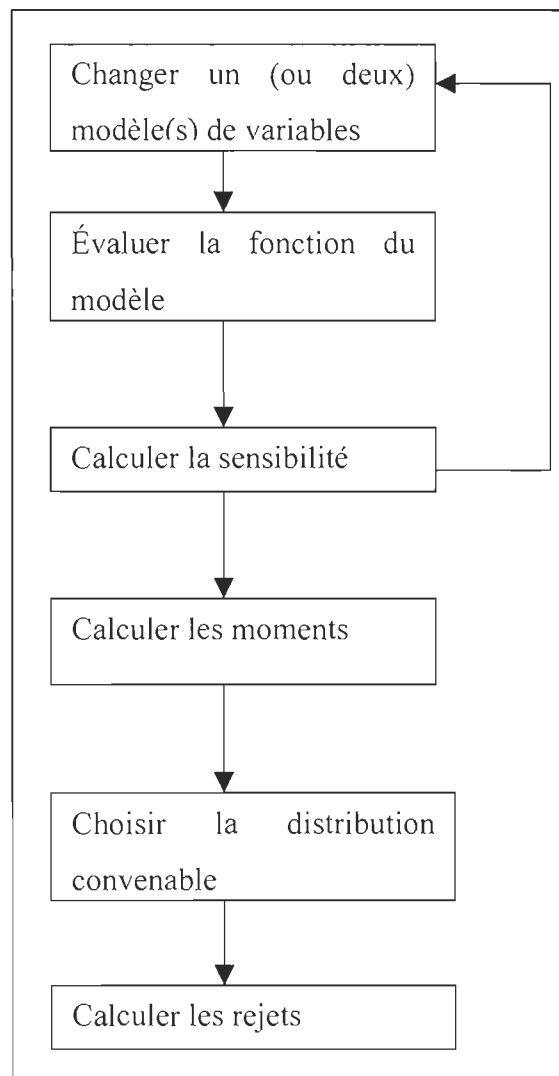 Changer un (ou deux)
modèle(s) de variables
Évaluer la fonction du
modèle
Calculer la sensibilité
Calculer les moments
Choisir la distribution
convenable
Calculer les rejets